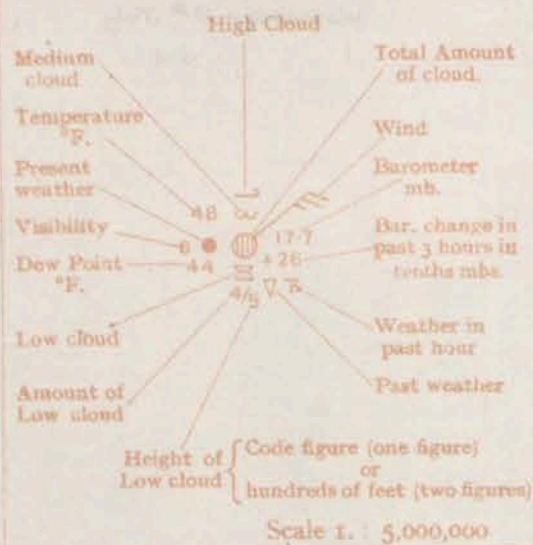 High Cloud
Medium
cloud
Total Amount
of cloud.
Temperature
°F.
Wind
Present
weather
Barometer
mb.
48
Visibility
6
17·7
Bar. change in
past 3 hours in
tenths mbs.
Dew Point
°F.
44
+26
4/5
Low cloud
Weather in
past hour
Amount of
Low cloud
Past weather
Height of
Low cloud
Code figure (one figure)
or
hundreds of feet (two figures)
Scale 1. : 5,000,000